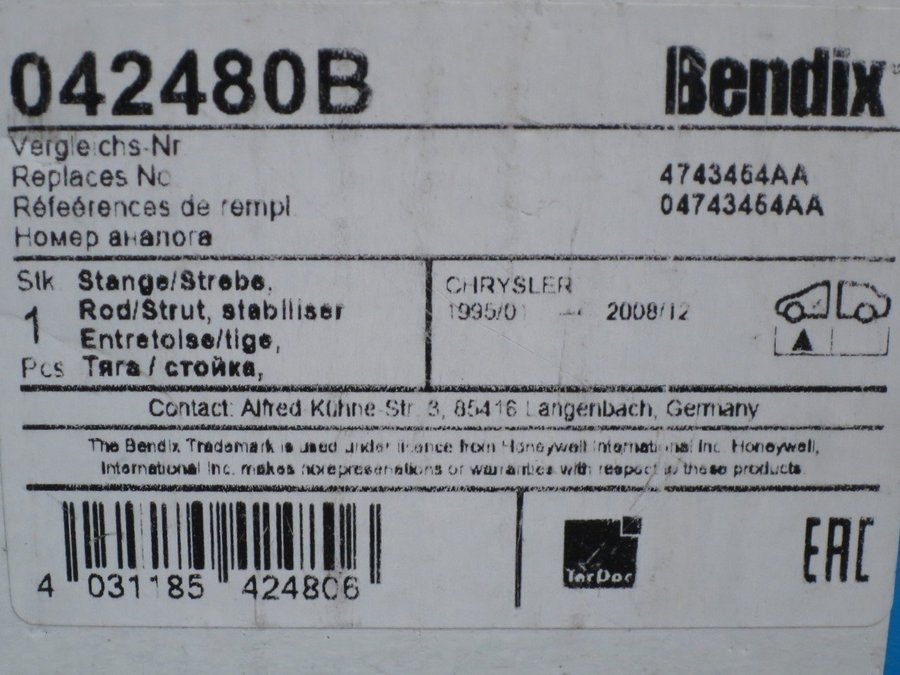 042480B
Bendix
Vergleichs-Nr
Replaces No
4743464AA
Réfeérences de rempl
04743464AA
Номер аналога
Stk
Stange/Strebe,
1
Rod/Strut, stabiliser
Entretoise/tige,
Pcs
Тяга / стойка,
CHRYSLER
1995/01 — 2008/12
Contact: Alfred-Kühne-Str. 3, 85416 Langenbach, Germany
The Bendix Trademark is used under licence from Honeywell International Inc. Honeywell,
International Inc. makes no represenations or warranties with respect to these products.
4 031185 424806
TecDoc
EAC